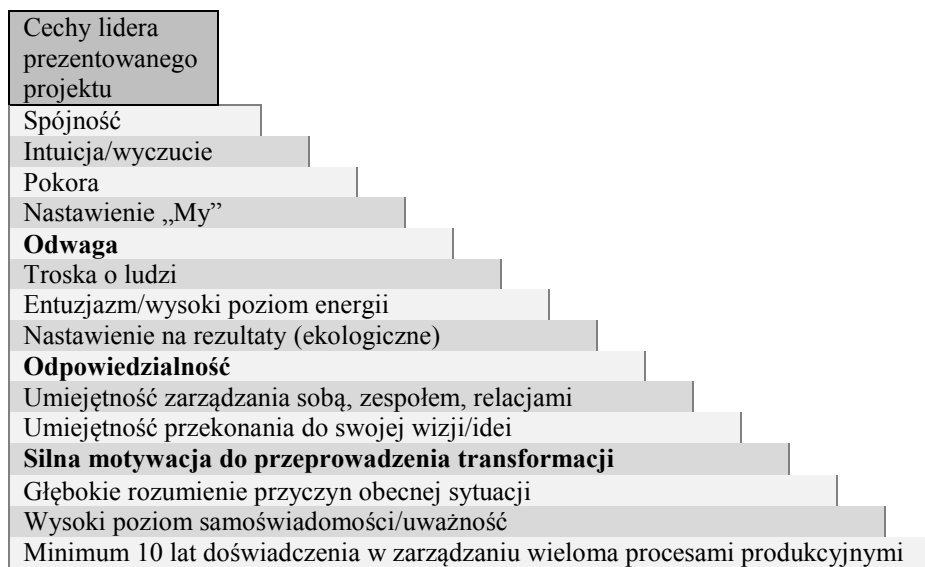 Cechy lidera
prezentowanego
projektu
Spójność
Intuicja/wyczucie
Pokora
Nastawienie „My”
Odwaga
Troska o ludzi
Entuzjazm/wysoki poziom energii
Nastawienie na rezultaty (ekologiczne)
Odpowiedzialność
Umiejętność zarządzania sobą, zespołem, relacjami
Umiejętność przekonania do swojej wizji/idei
Silna motywacja do przeprowadzenia transformacji
Głębokie rozumienie przyczyn obecnej sytuacji
Wysoki poziom samoświadomości/uważność
Minimum 10 lat doświadczenia w zarządzaniu wieloma procesami produkcyjnymi